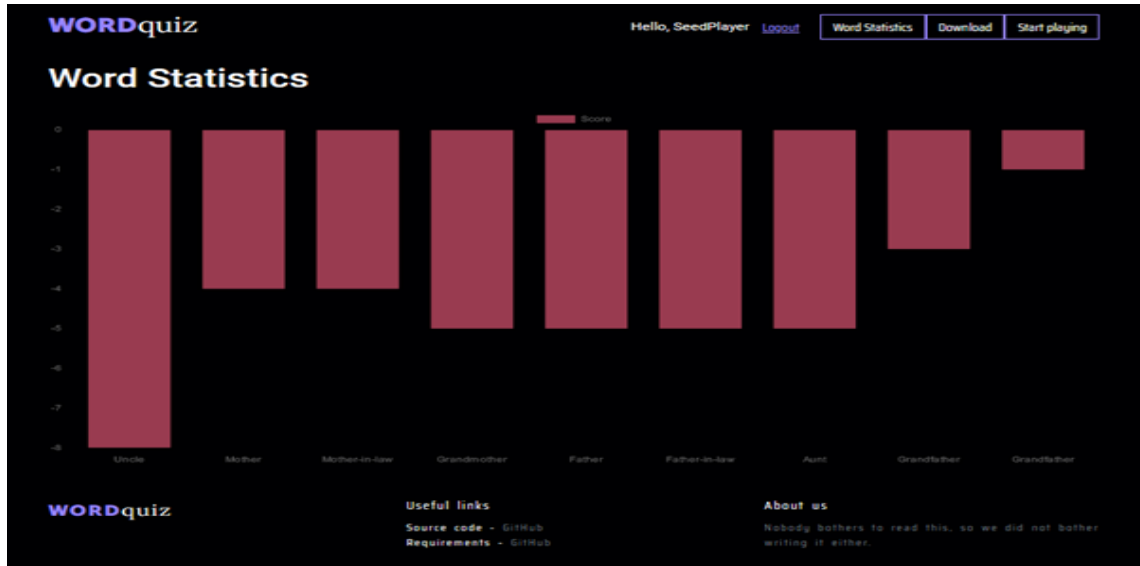 WORDquiz
Hello, SeedPlayer Logout Word Statistics Download Start playing
Word Statistics
Score
0
-1
-2
-3
-4
-5
-6
-7
-8
Uncle Mother Mother-in-law Grandmother Father Father-in-law Aunt Grandfather Grandfather
WORDquiz
Useful links
Source code - GitHub
Requirements - GitHub
About us
Nobody bothers to read this, so we did not bother
writing it either.